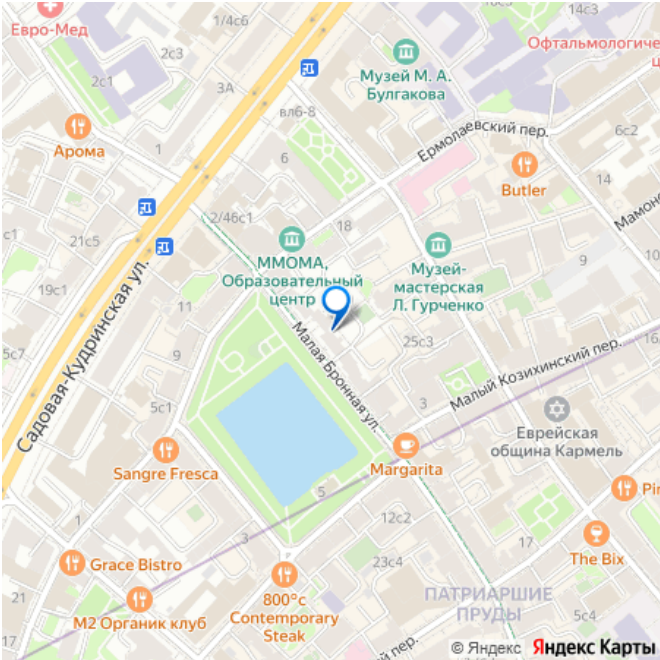 Евро-Мед
1/4с6
2с3
2с1
3А
вл6-8
Музей М. А.
Булгакова
Офтальмологиче
ц
Арома
1
6
Ермолаевский пер.
6с2
Butler
14
Мамоно
с1
21с5
2/46с1
18
ММОМА,
Образовательный
центр
Музей-
мастерская
Л. Гурченко
9
19с1
Садовая-Кудринская ул.
11
16/
5с7
9
Малая Бронная ул.
25с3
Малый Козихинский пер.
5с1
3
Еврейская
община Кармель
Sangre Fresca
Margarita
5
Pin
12с2
3
17
The Bix
Grace Bistro
23с4
М2 Органик клуб
800°c
Contemporary
Steak
ПАТРИАРШИЕ
ПРУДЫ
5с4
й пер.
© Яндекс Яндекс Карты